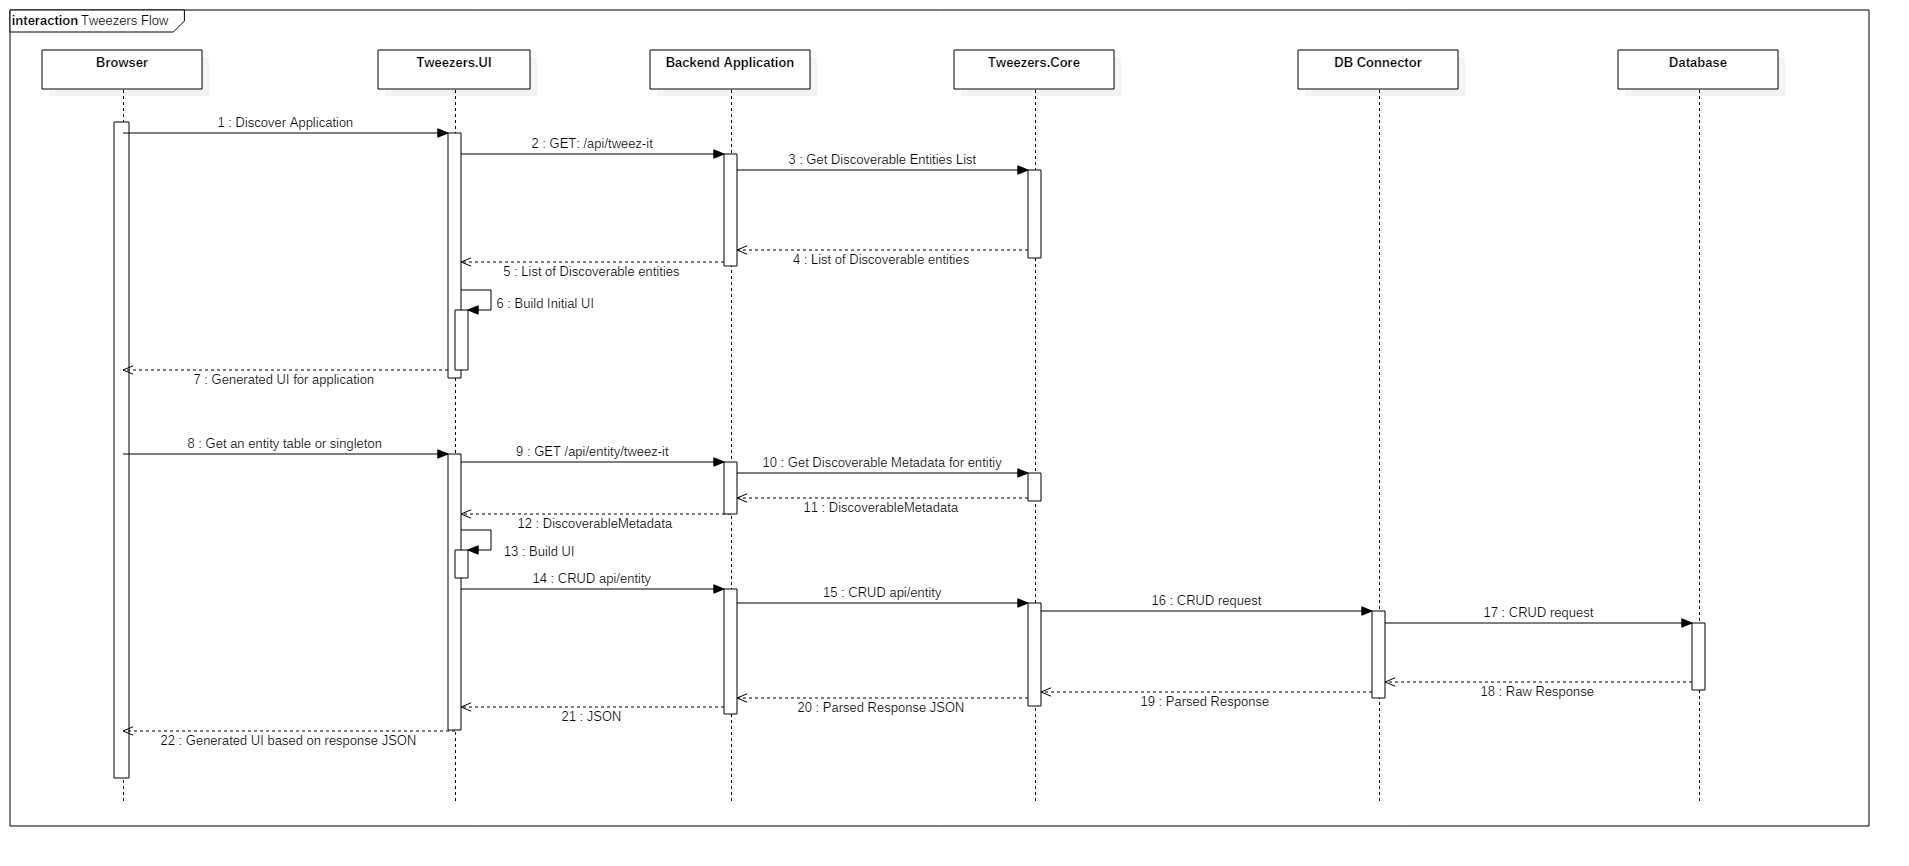 interaction Tweezers Flow
Browser
Tweezers.UI
Backend Application
Tweezers.Core
DB Connector
Database
1 : Discover Application
2 : GET: /api/tweez-it
3 : Get Discoverable Entities List
4 : List of Discoverable entities
5 : List of Discoverable entities
6 : Build Initial UI
7 : Generated UI for application
8 : Get an entity table or singleton
9 : GET /api/entity/tweez-it
10 : Get Discoverable Metadata for entitiy
11 : DiscoverableMetadata
12 : DiscoverableMetadata
13 : Build UI
14 : CRUD api/entity
15 : CRUD api/entity
16 : CRUD request
17 : CRUD request
18 : Raw Response
19 : Parsed Response
20 : Parsed Response JSON
21 : JSON
22 : Generated UI based on response JSON